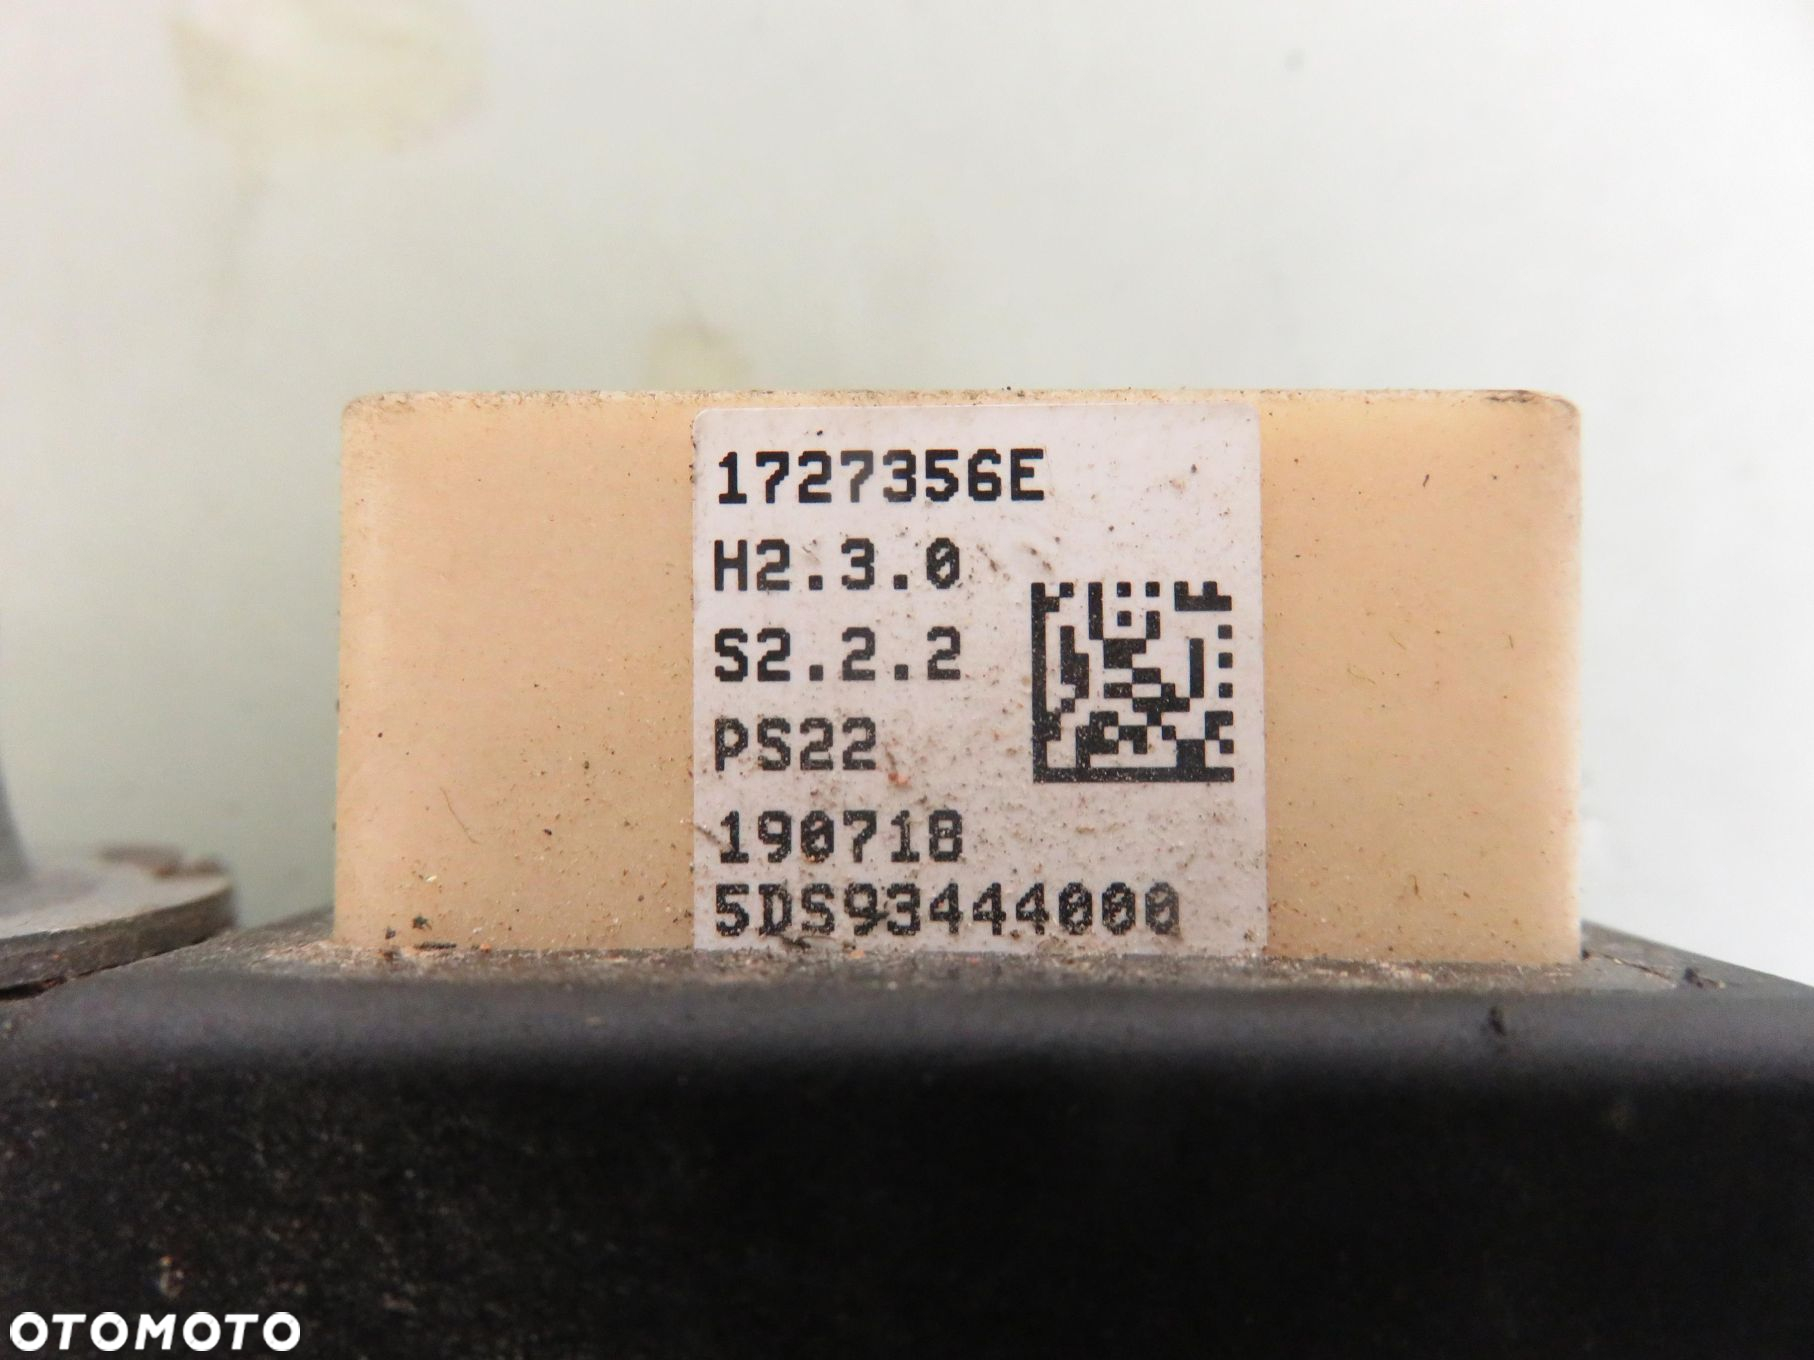 1727356E
H2.3.0
S2.2.2
PS22
190718
5DS93444000
OTOMOTO